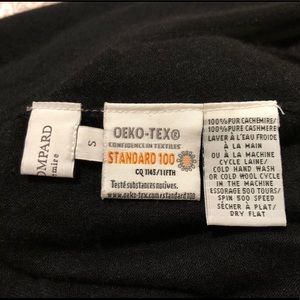 OMPARD
S
OEKO-TEX®
CONFIDENCE IN TEXTILES
STANDARD 100
CQ 1145/1 IFTH
Testé substances nocives.
www.oeko-tex.com/standard100
100% PUR CACHEMIRE/
100% PURE CASHMERE
LAVER À L'EAU FROIDE
À LA MAIN
OU À LA MACHINE
CYCLE LAINE/
COLD HAND WASH
OR COLD WOOL CYCLE
IN THE MACHINE
ESSORAGE 500 TOURS/
SPIN 500 SPEED
SÉCHER À PLAT/
DRY FLAT